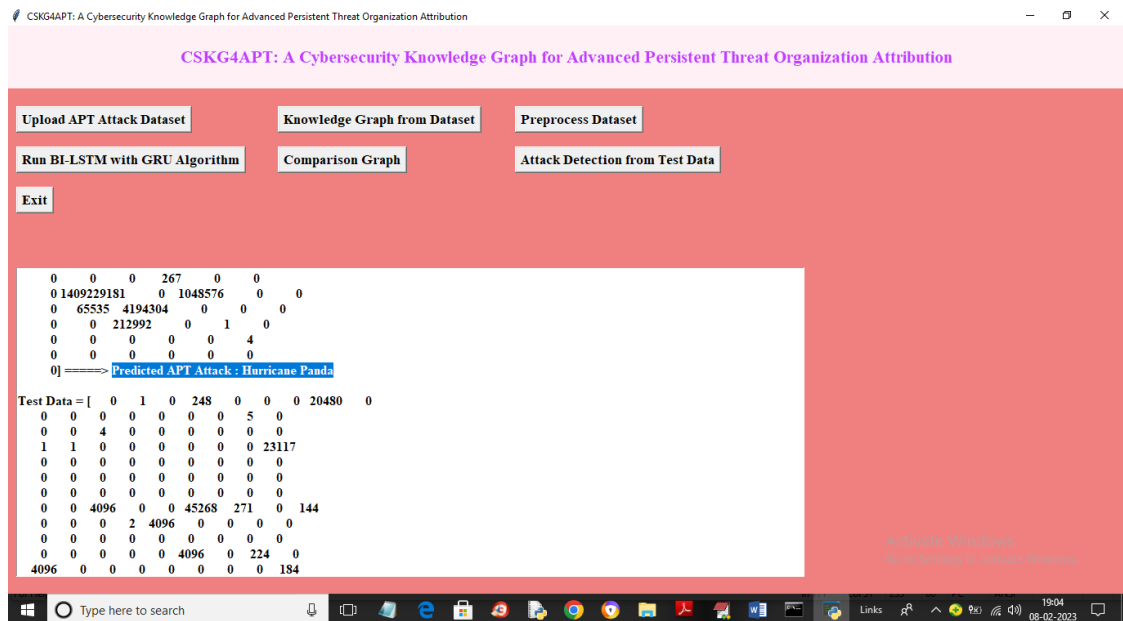 CSKG4APT: A Cybersecurity Knowledge Graph for Advanced Persistent Threat Organization Attribution
CSKG4APT: A Cybersecurity Knowledge Graph for Advanced Persistent Threat Organization Attribution
Upload APT Attack Dataset Knowledge Graph from Dataset Preprocess Dataset
Run BI-LSTM with GRU Algorithm Comparison Graph Attack Detection from Test Data
Exit
0 0 0 267 0 0
0 1409229181 0 1048576 0 0
0 65535 4194304 0 0 0
0 0 212992 0 1 0
0 0 0 0 0 4
0 0 0 0 0 0
0] =====> Predicted APT Attack : Hurricane Panda
Test Data = [ 0 1 0 248 0 0 0 20480 0
0 0 0 0 0 0 0 5 0
0 0 4 0 0 0 0 0 0
1 1 0 0 0 0 0 0 23117
0 0 0 0 0 0 0 0 0
0 0 0 0 0 0 0 0 0
0 0 0 0 0 0 0 0 0
0 0 4096 0 0 45268 271 0 144
0 0 0 2 4096 0 0 0 0
0 0 0 0 0 0 0 0 0
0 0 0 0 0 4096 0 224 0
4096 0 0 0 0 0 0 0 184
Activate Windows
Type here to search Links 19:04
08-02-2023